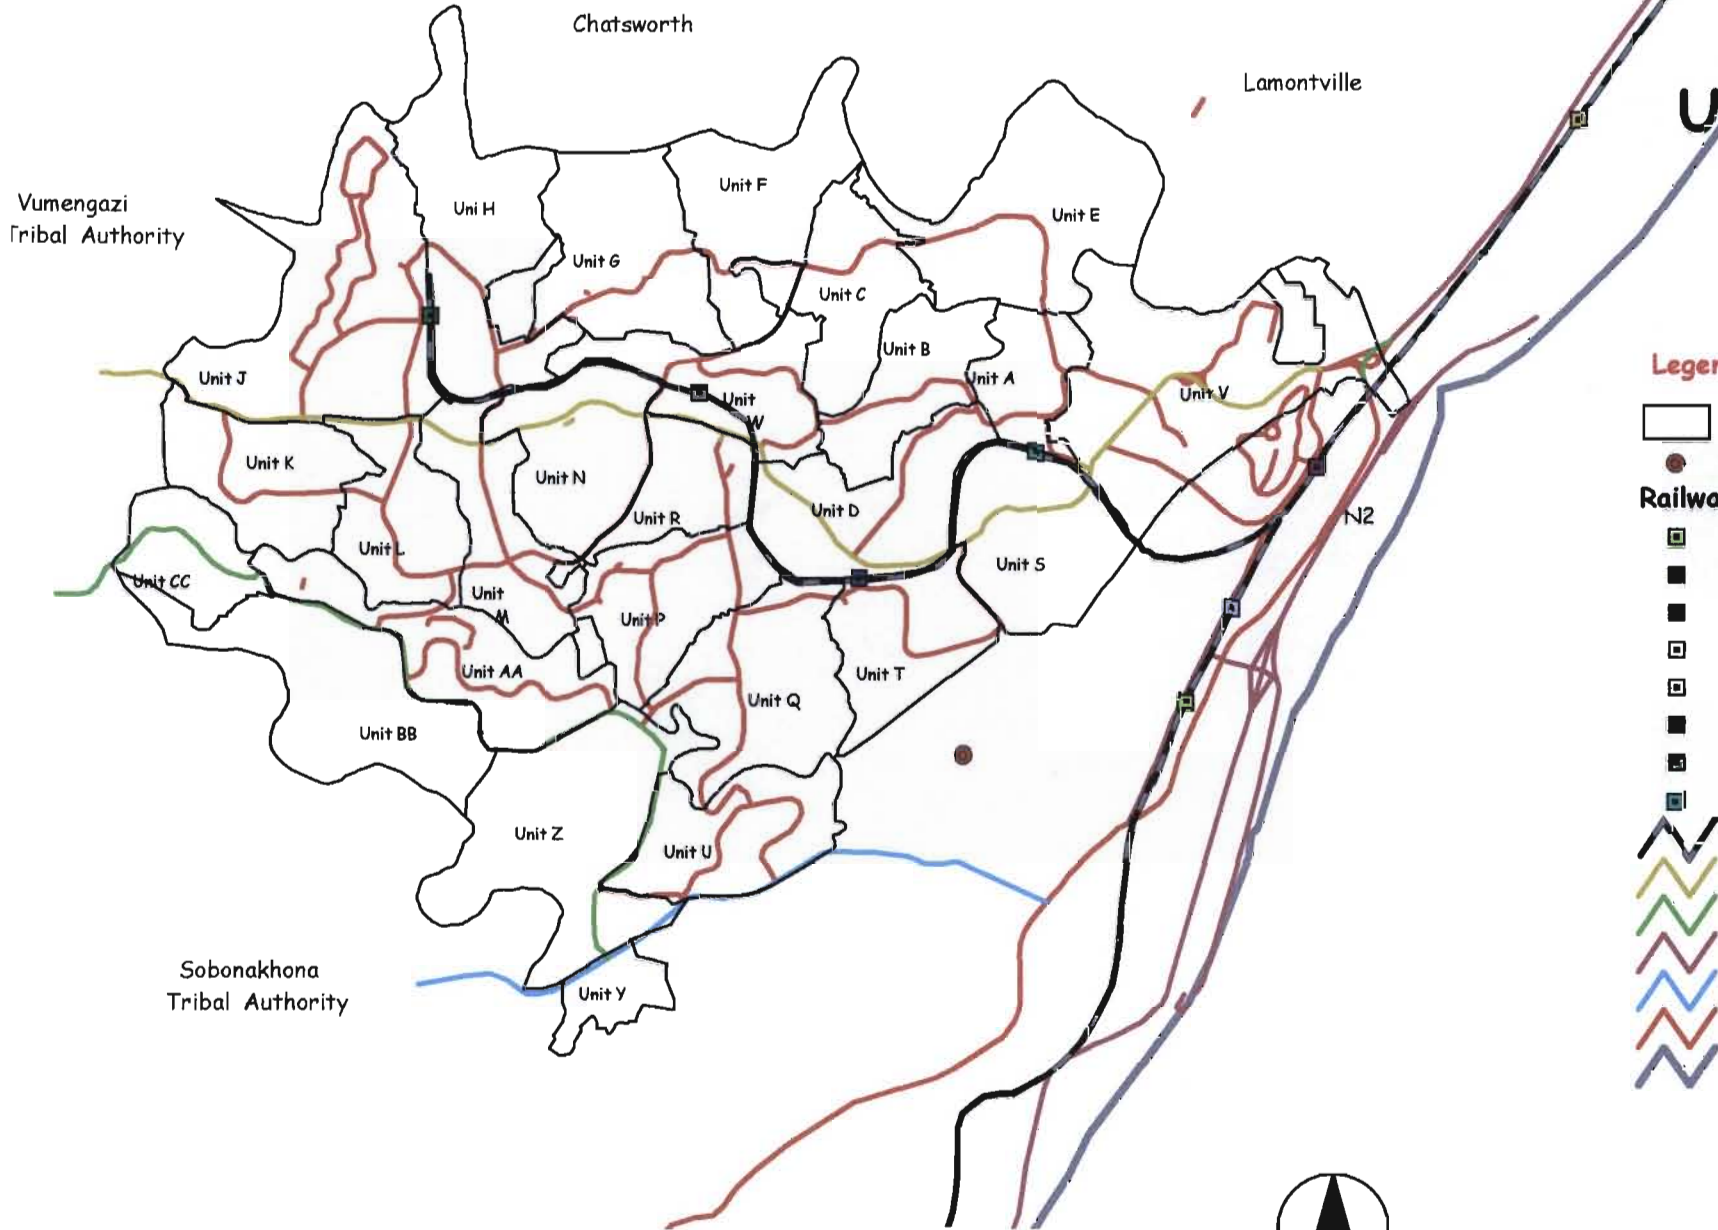 Chatsworth
Lamontville
U
Vumengazi
Tribal Authority
Unit F
Uni H
Unit E
Unit G
Unit C
Unit B
Unit J
Unit A
Unit V
Unit
W
Legen
Unit K
Unit N
Railwa
Unit D
Unit R
N2
Unit L
Unit S
Unit CC
Unit
M
Unit P
Unit AA
Unit T
Unit Q
Unit BB
Unit Z
Unit U
Sobonakhona
Tribal Authority
Unit Y